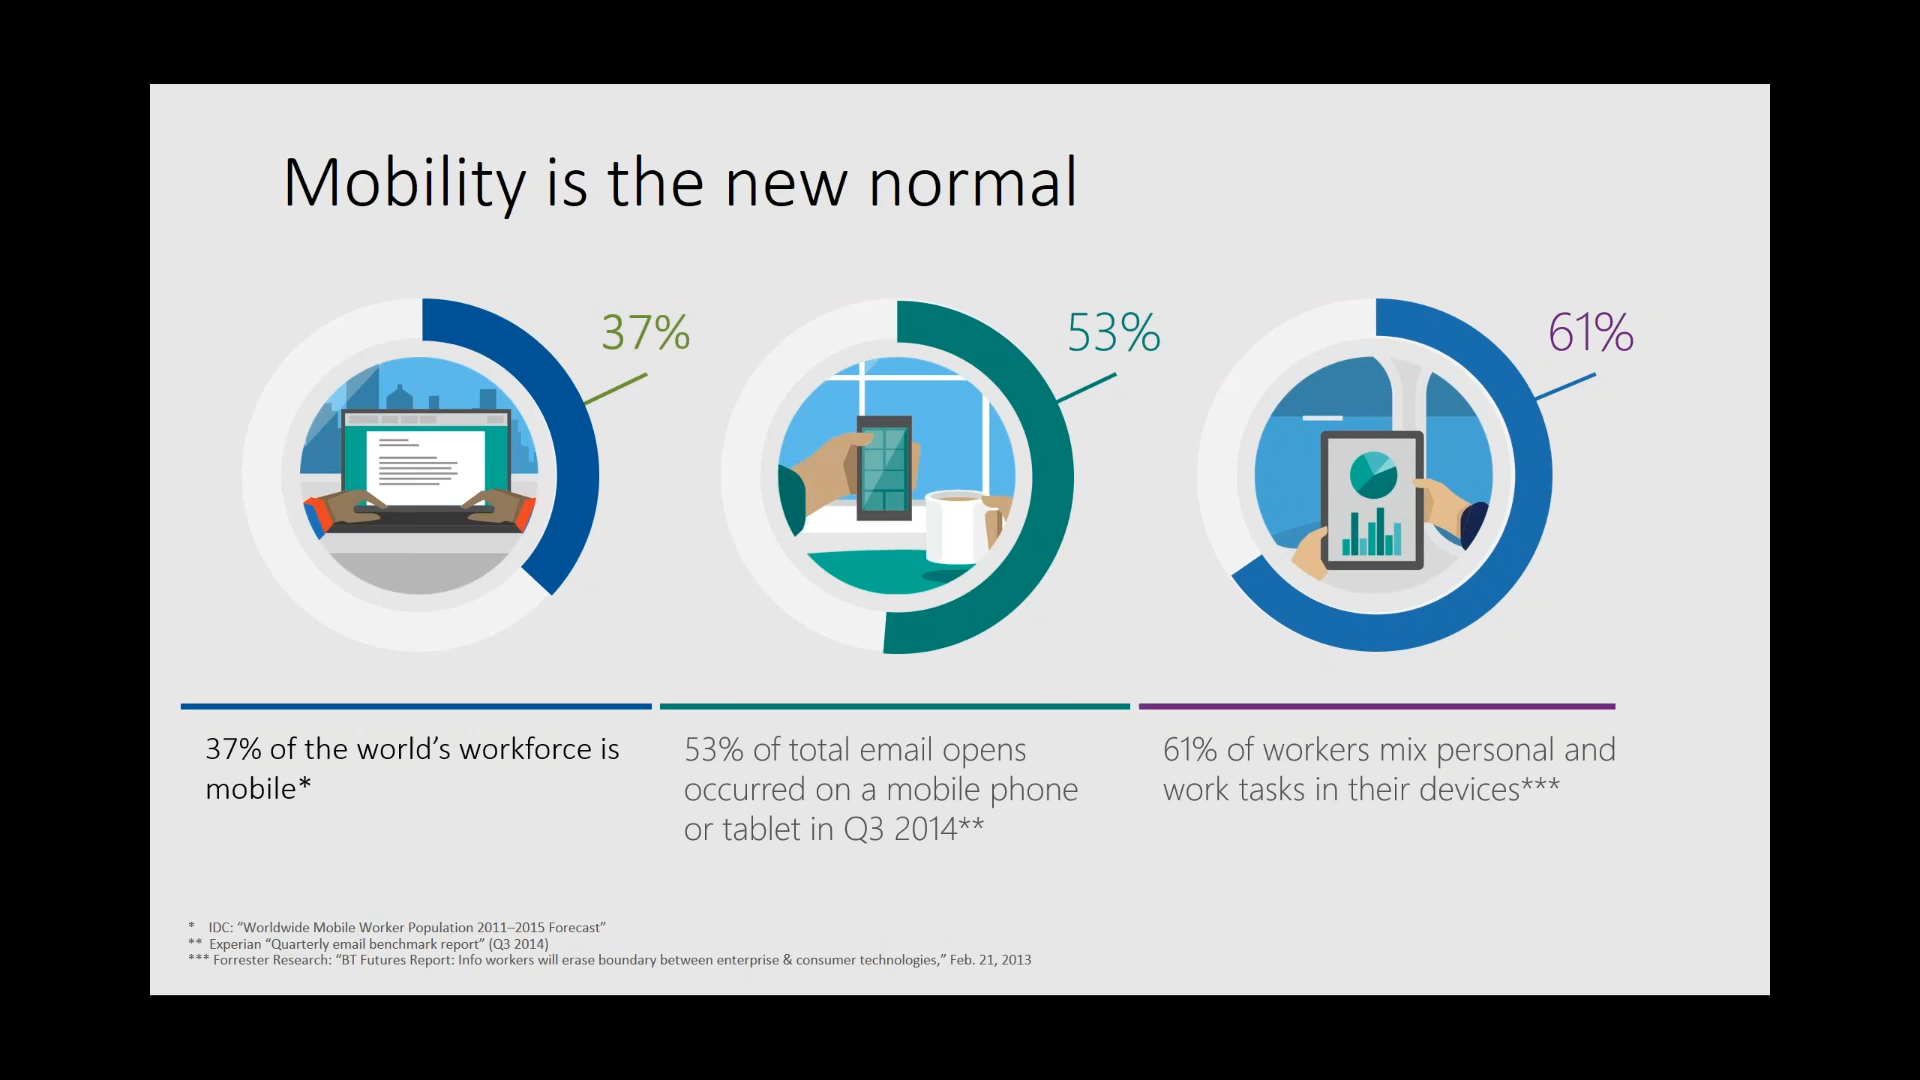 Mobility is the new normal
37%
53%
61%
37% of the world’s workforce is
mobile*
53% of total email opens
occurred on a mobile phone
or tablet in Q3 2014**
61% of workers mix personal and
work tasks in their devices***
* IDC: “Worldwide Mobile Worker Population 2011–2015 Forecast”
** Experian “Quarterly email benchmark report” (Q3 2014)
*** Forrester Research: “BT Futures Report: Info workers will erase boundary between enterprise & consumer technologies,” Feb. 21, 2013